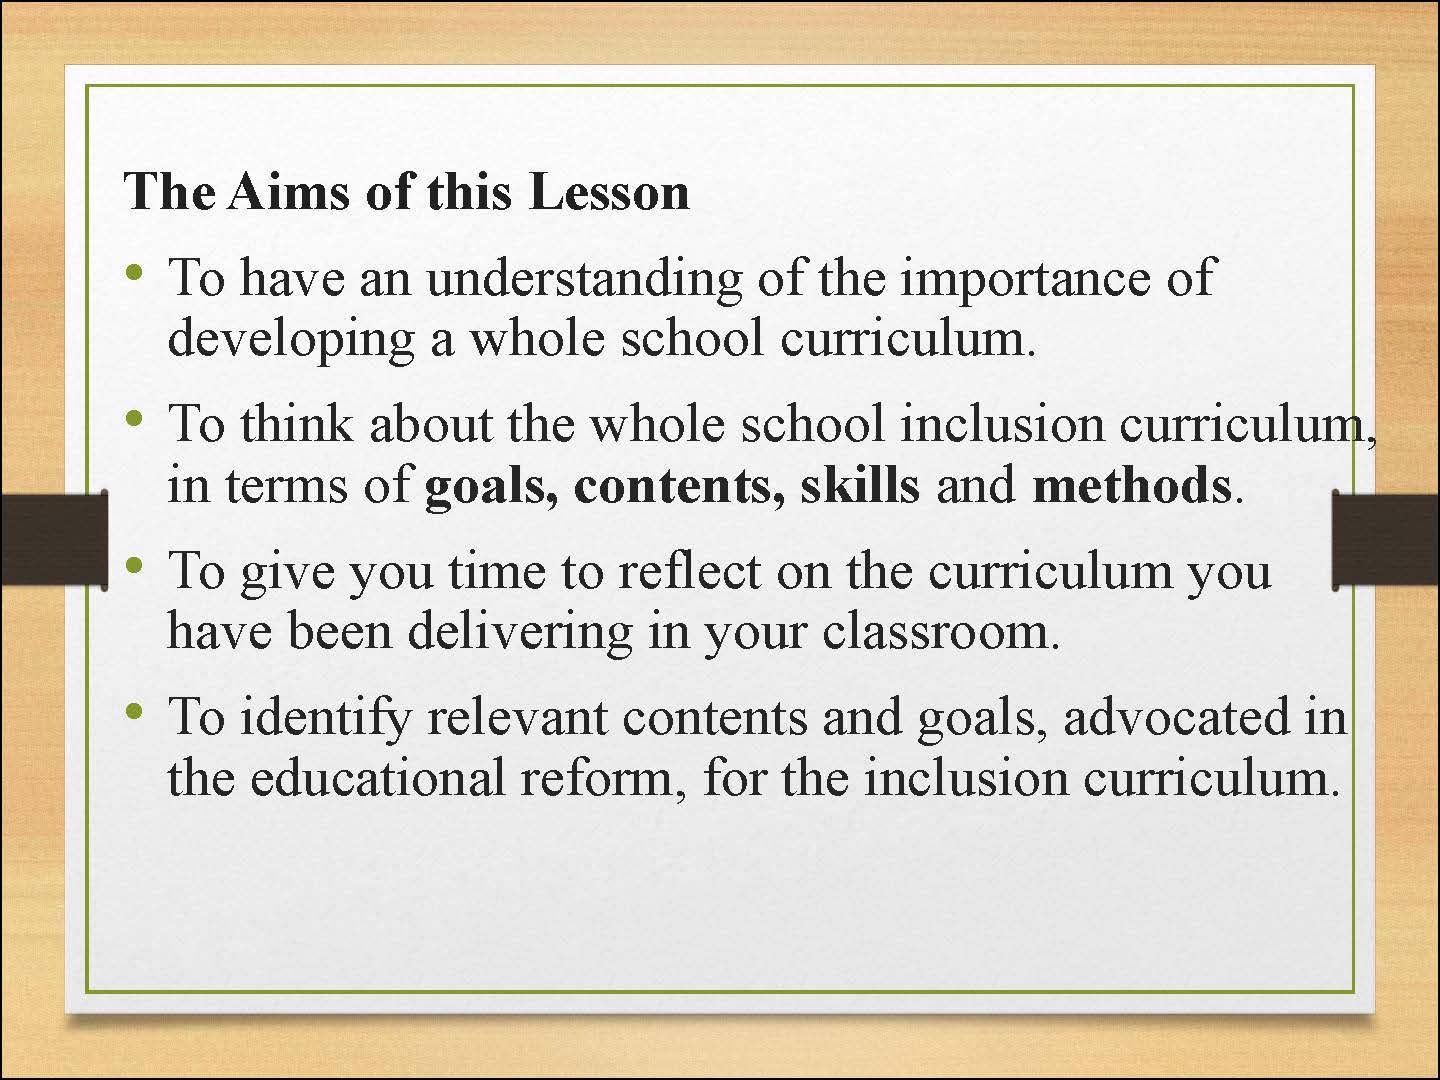 The Aims of this Lesson
• To have an understanding of the importance of
developing a whole school curriculum.
• To think about the whole school inclusion curriculum,
in terms of goals, contents, skills and methods.
• To give you time to reflect on the curriculum you
have been delivering in your classroom.
• To identify relevant contents and goals, advocated in
the educational reform, for the inclusion curriculum.